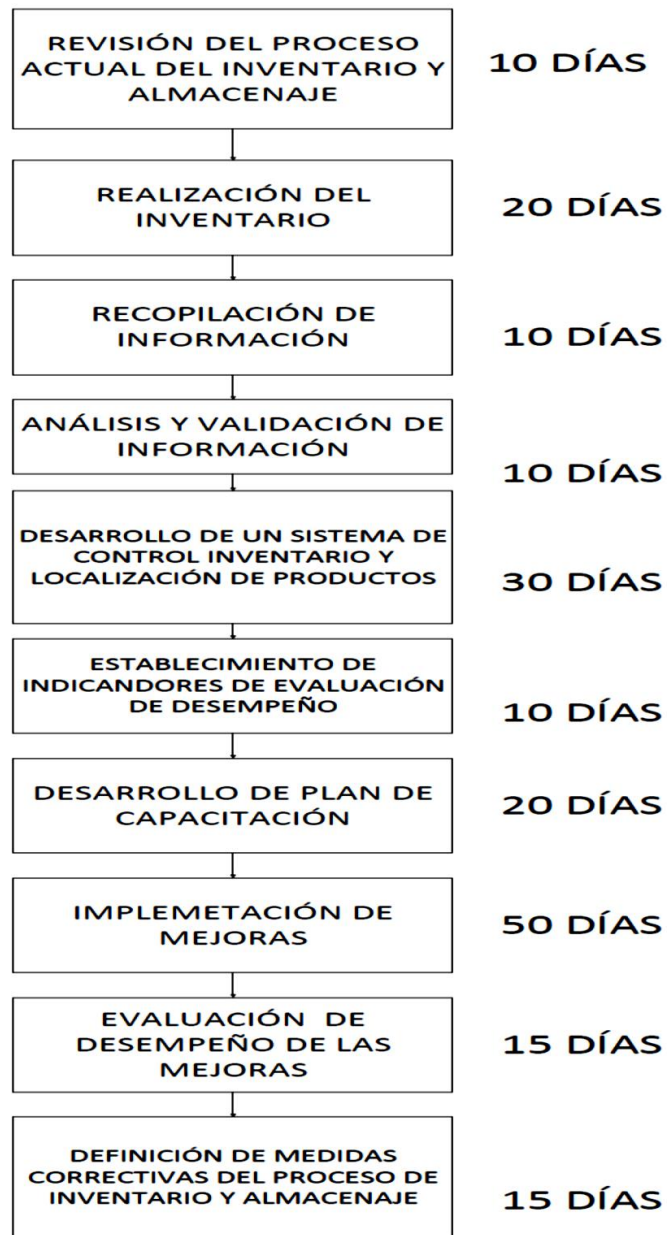 REVISIÓN DEL PROCESO
ACTUAL DEL INVENTARIO Y
ALMACENAJE
10 DÍAS
REALIZACIÓN DEL
INVENTARIO
20 DÍAS
RECOPILACIÓN DE
INFORMACIÓN
10 DÍAS
ANÁLISIS Y VALIDACIÓN DE
INFORMACIÓN
10 DÍAS
DESARROLLO DE UN SISTEMA DE
CONTROL INVENTARIO Y
LOCALIZACIÓN DE PRODUCTOS
30 DÍAS
ESTABLECIMIENTO DE
INDICANDORES DE EVALUACIÓN
DE DESEMPEÑO
10 DÍAS
DESARROLLO DE PLAN DE
CAPACITACIÓN
20 DÍAS
IMPLEMETACIÓN DE
MEJORAS
50 DÍAS
EVALUACIÓN DE
DESEMPEÑO DE LAS
MEJORAS
15 DÍAS
DEFINICIÓN DE MEDIDAS
CORRECTIVAS DEL PROCESO DE
INVENTARIO Y ALMACENAJE
15 DÍAS